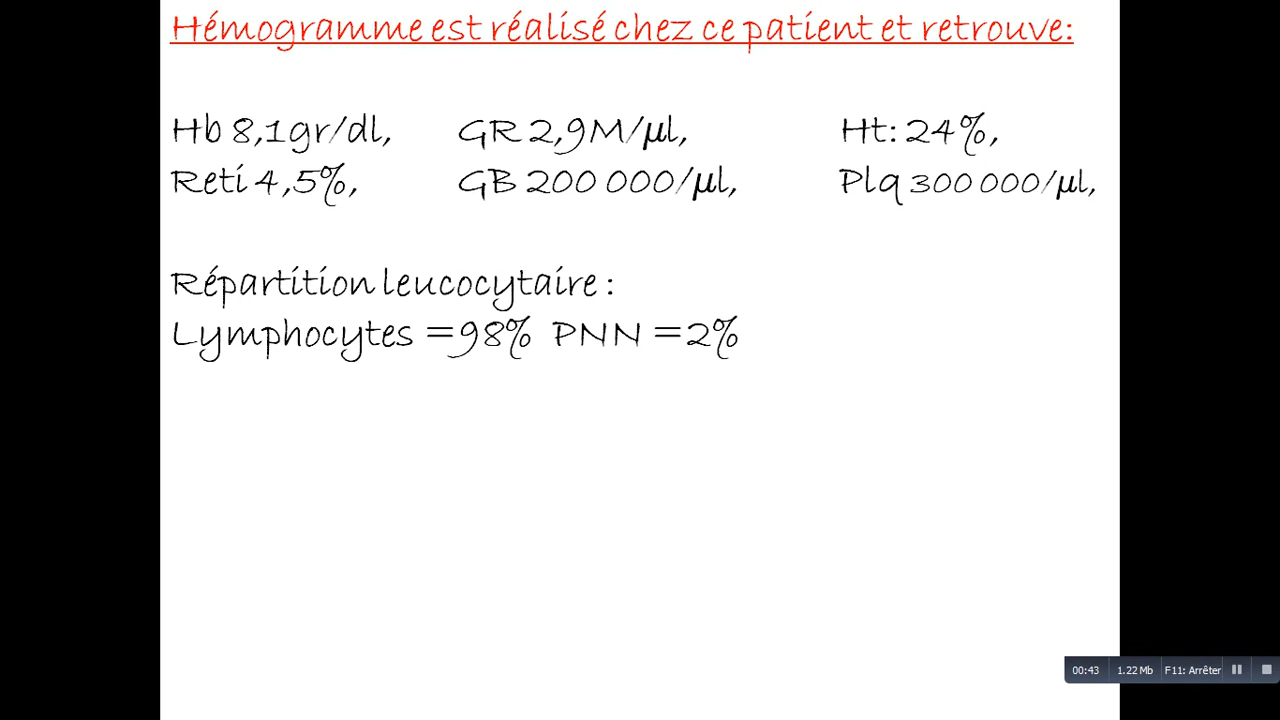 Hémogramme est réalisé chez ce patient et retrouve:
Hb 8,1gr/dl, GR 2,9M/µl, Ht: 24%,
Reti 4,5%, GB 200 000/µl, Plq 300 000/µl,
Répartition leucocytaire :
Lymphocytes =98% PNN =2%
00:43 1.22 Mb F11: Arrêter